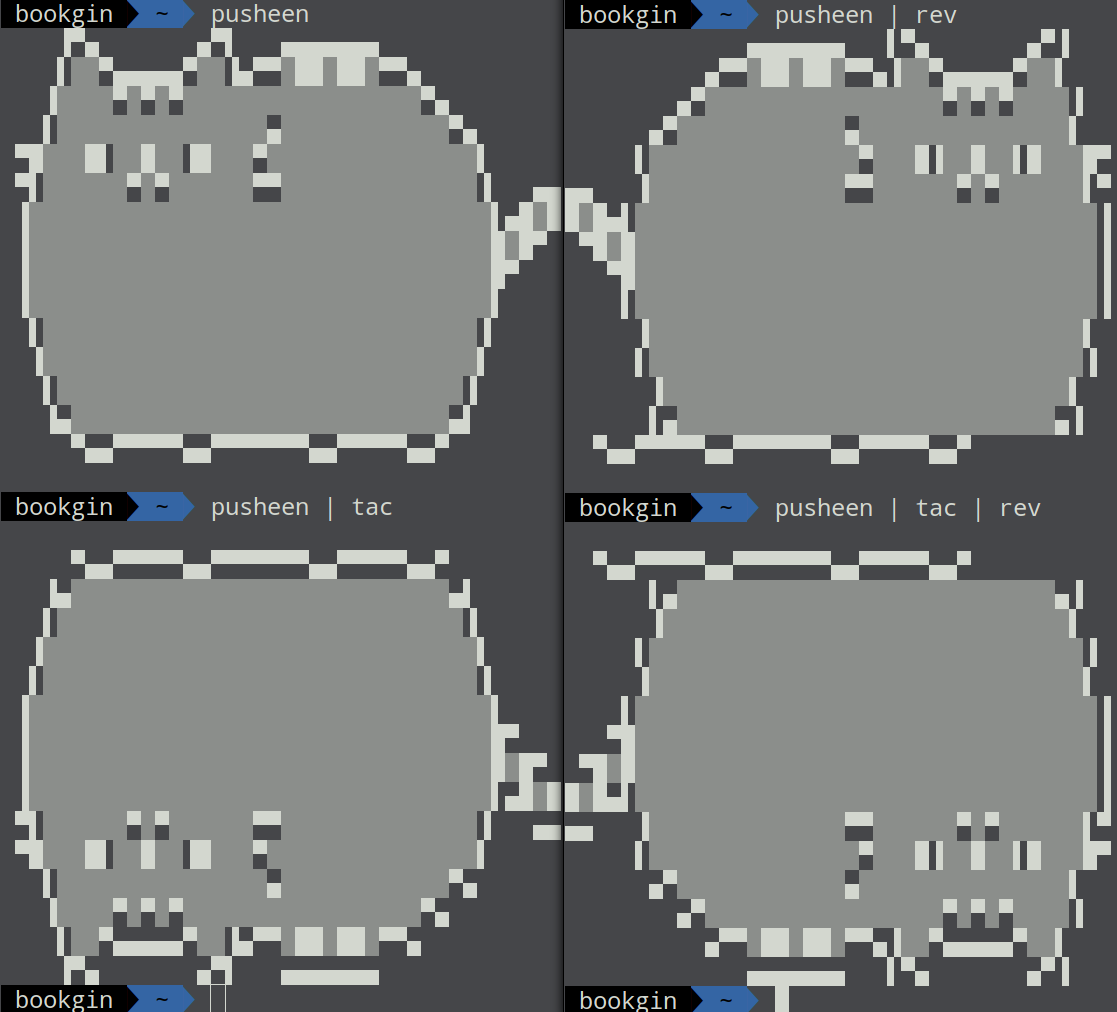 bookgin ~ pusheen
bookgin ~ pusheen | rev
bookgin ~ pusheen | tac
bookgin ~ pusheen | tac | rev
bookgin ~
bookgin ~